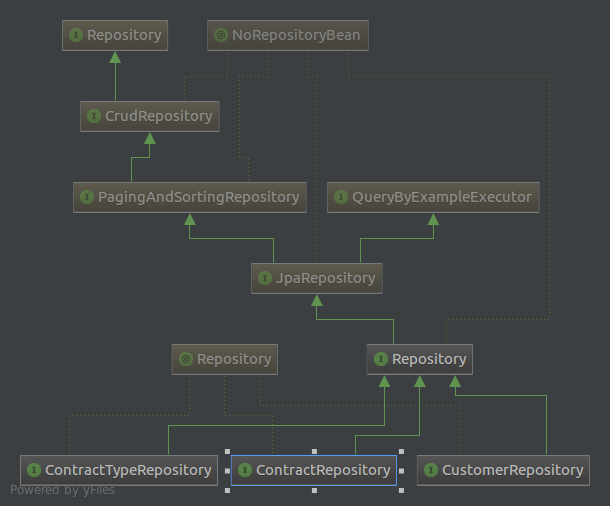 Repository
NoRepositoryBean
CrudRepository
PagingAndSortingRepository
QueryByExampleExecutor
JpaRepository
Repository
Repository
ContractTypeRepository
ContractRepository
CustomerRepository
Powered by yFiles